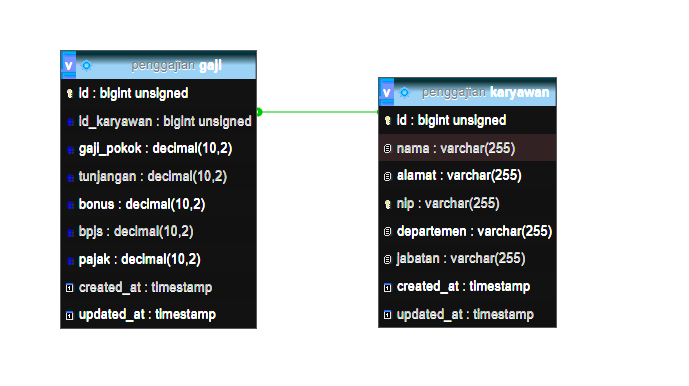 v penggajian gaji
id : bigint unsigned
id_karyawan : bigint unsigned
gaji_pokok : decimal(10,2)
tunjangan : decimal(10,2)
bonus : decimal(10,2)
bpjs : decimal(10,2)
pajak : decimal(10,2)
created_at : timestamp
updated_at : timestamp
v penggajian karyawan
id : bigint unsigned
nama : varchar(255)
alamat : varchar(255)
nip : varchar(255)
departemen : varchar(255)
jabatan : varchar(255)
created_at : timestamp
updated_at : timestamp